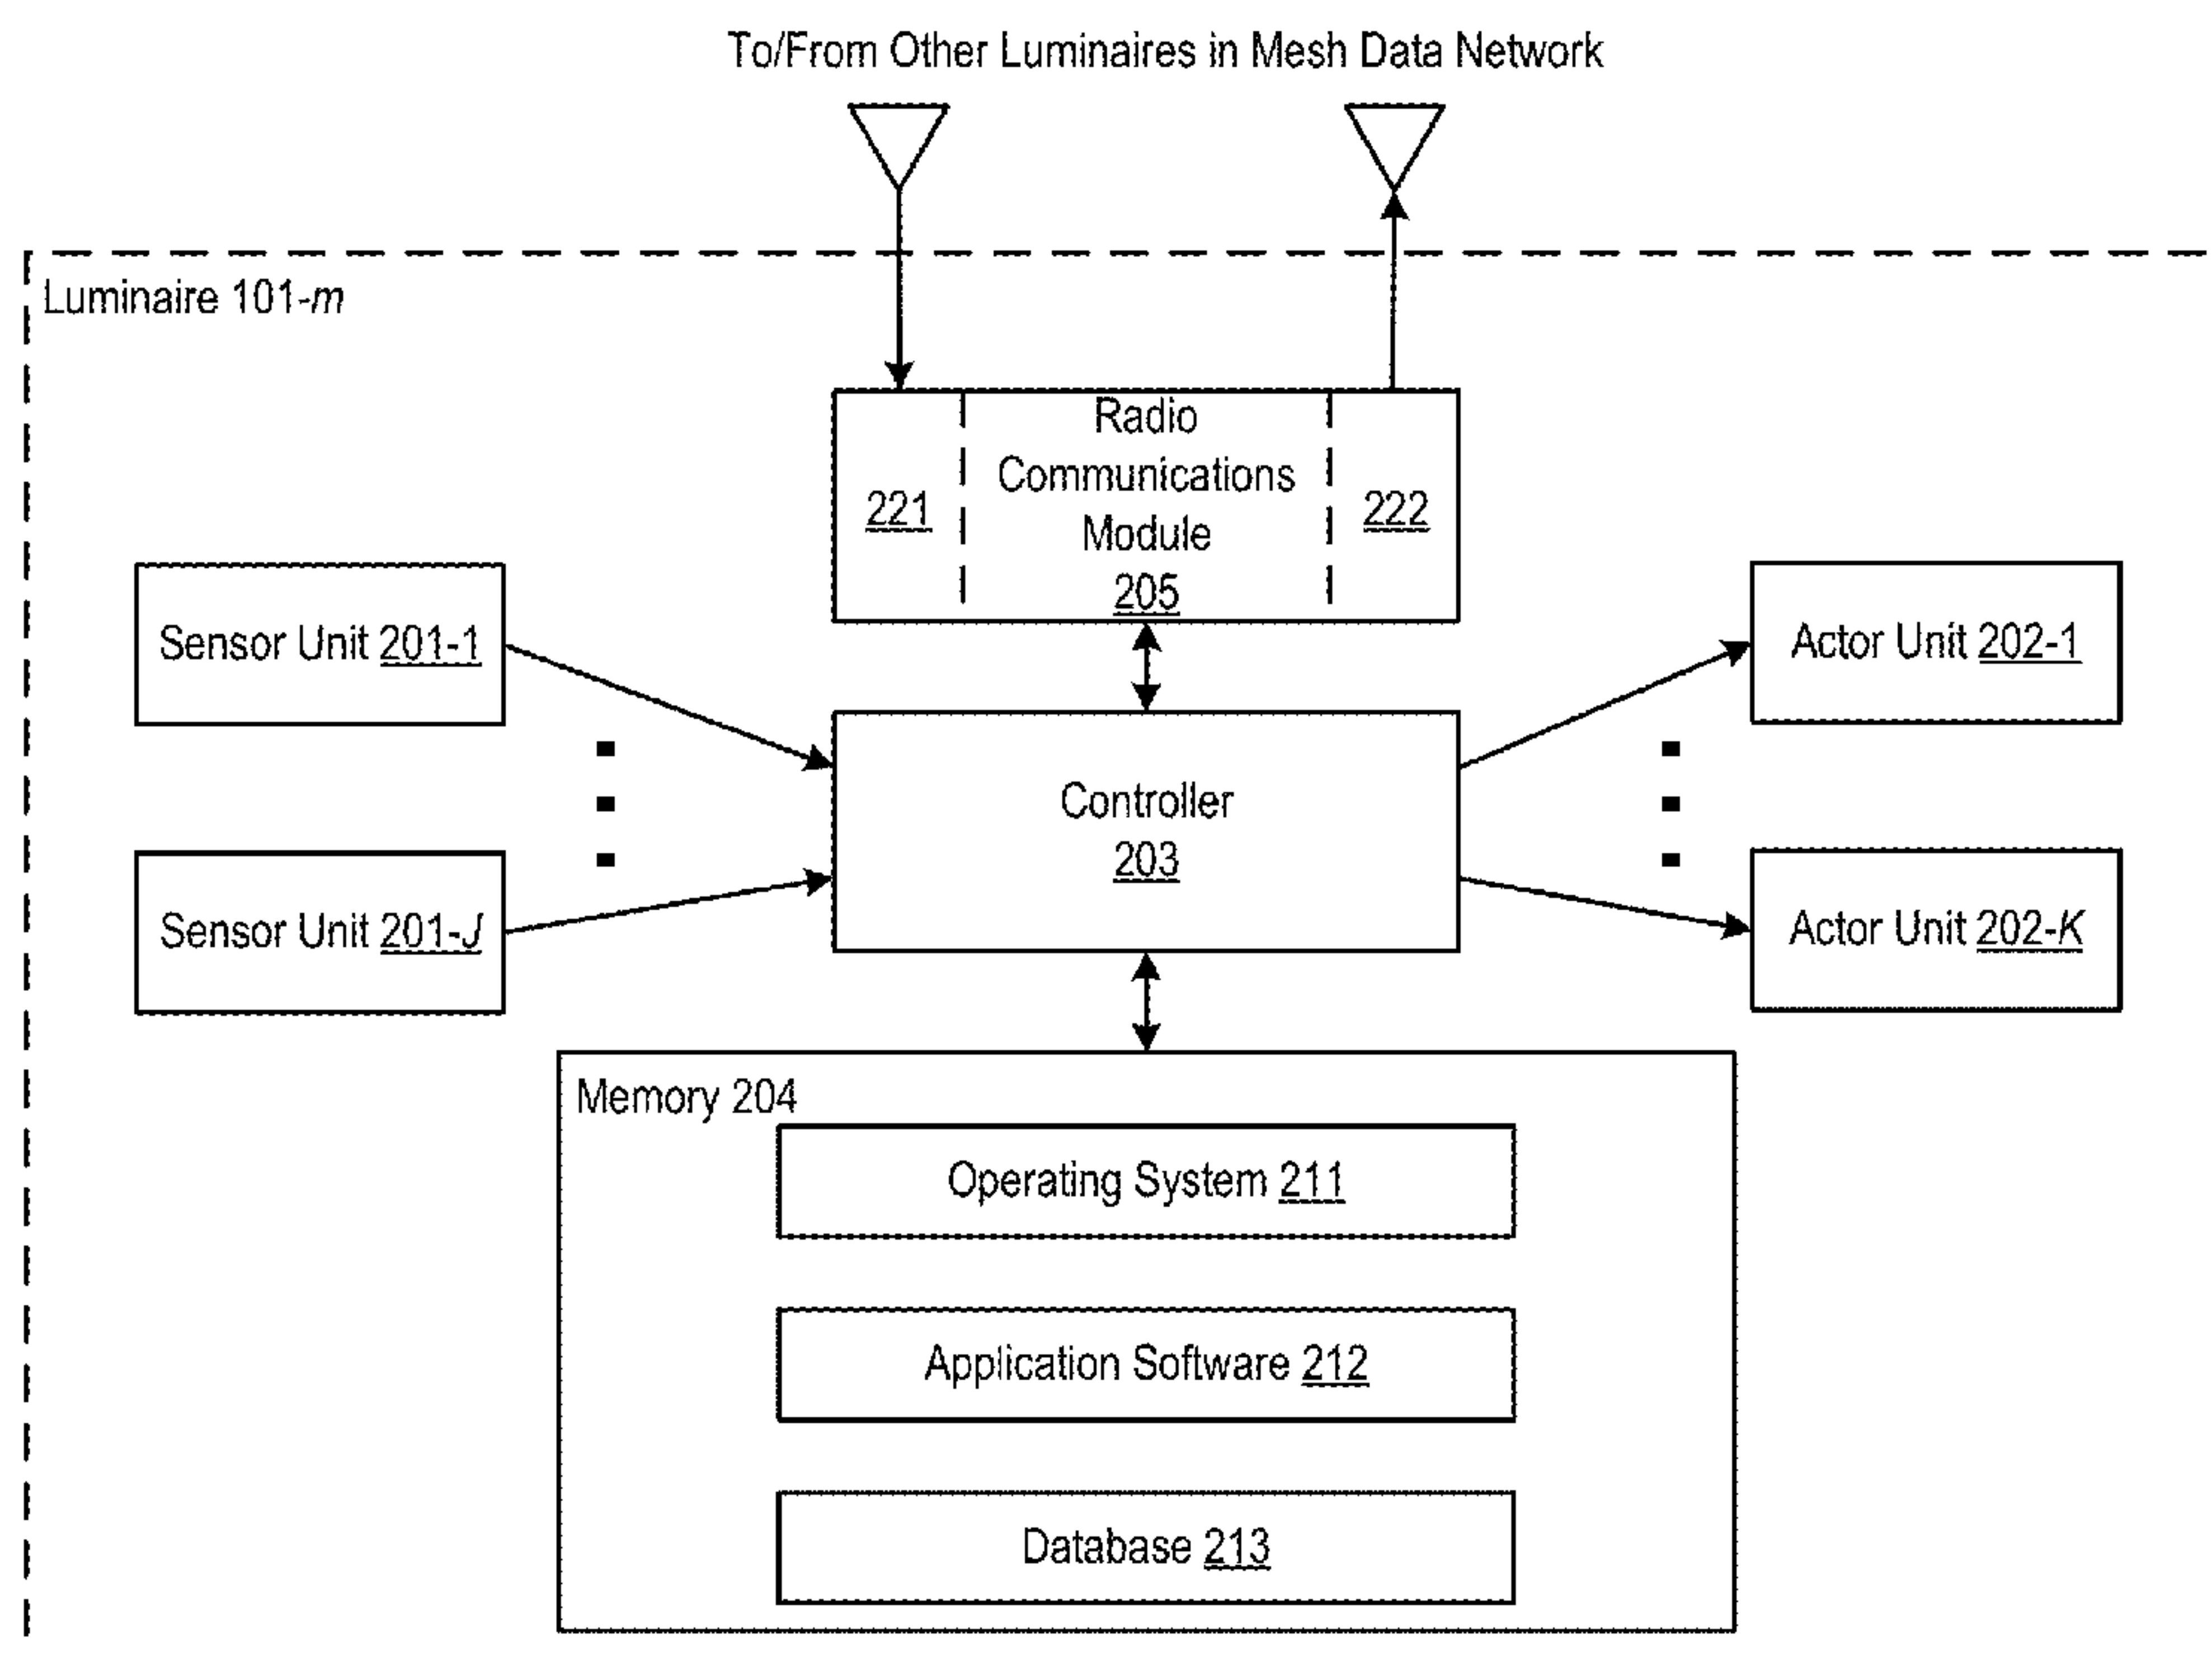 To/From Other Luminaires in Mesh Data Network
Luminaire 101-m
Radio
Communications
Module
205
221
222
Sensor Unit 201-1
Actor Unit 202-1
Controller
203
Sensor Unit 201-J
Actor Unit 202-K
Memory 204
Operating System 211
Application Software 212
Database 213